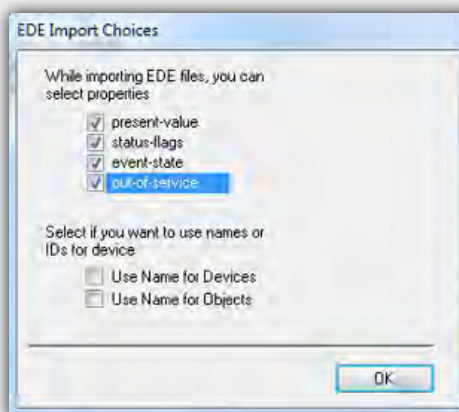 EDE Import Choices
While importing EDE files, you can
select properties
present-value
status-flags
event-state
out-of-service
Select if you want to use names or
IDs for device
Use Name for Devices
Use Name for Objects
OK